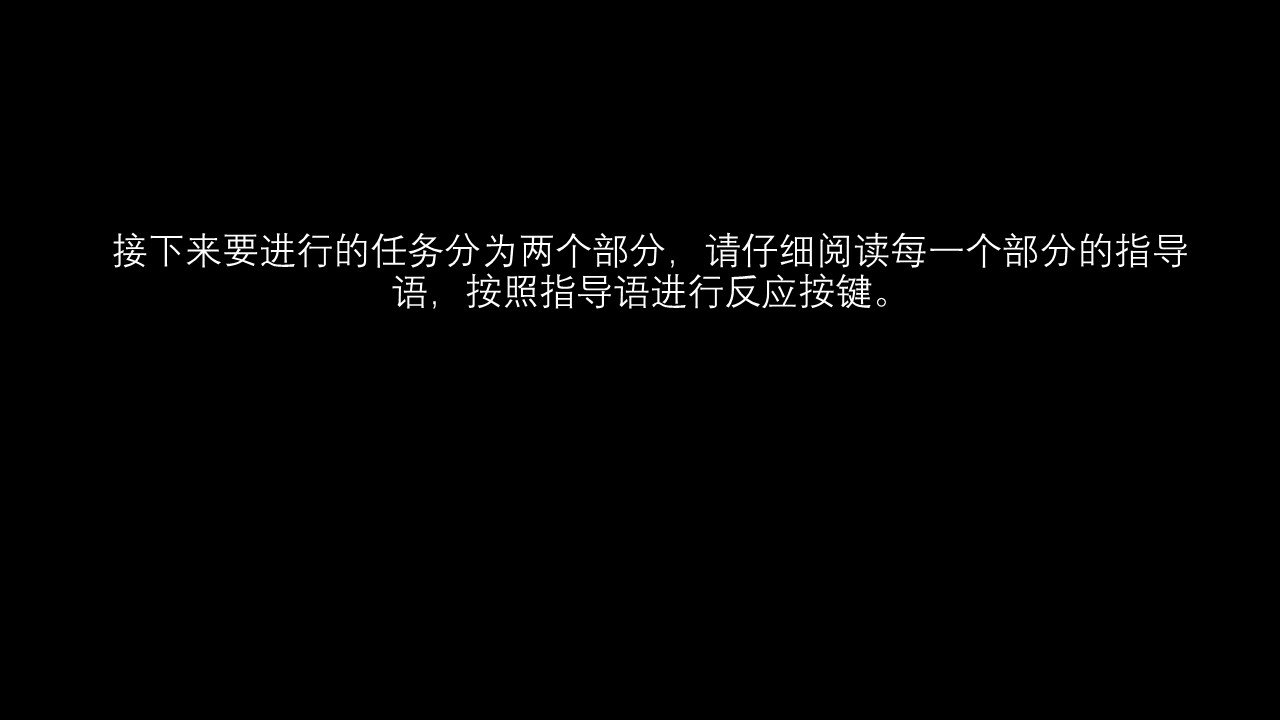 接下来要进行的任务分为两个部分，请仔细阅读每一个部分的指导
语，按照指导语进行反应按键。